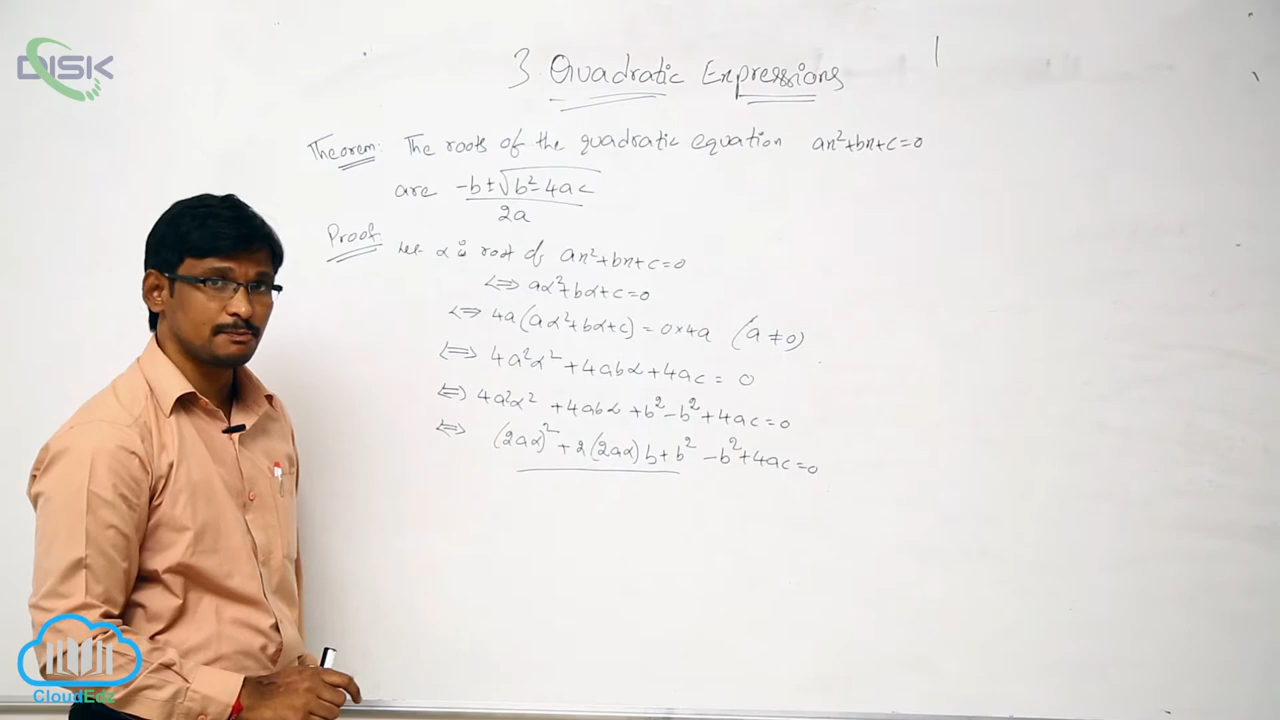 DISK
3. Quadratic Expressions
Theorem: The roots of the quadratic equation ax²+bx+c=0
are (-b±√(b²-4ac))/2a
Proof: Let α is root of ax²+bx+c=0
⇔ aα²+bα+c=0
⇔ 4a(aα²+bα+c) = 0×4a (a≠0)
⇔ 4a²α²+4abα+4ac = 0
⇔ 4a²α²+4abα+b²-b²+4ac=0
⇔ (2aα)²+2(2aα)b+b²-b²+4ac=0
CloudEdz